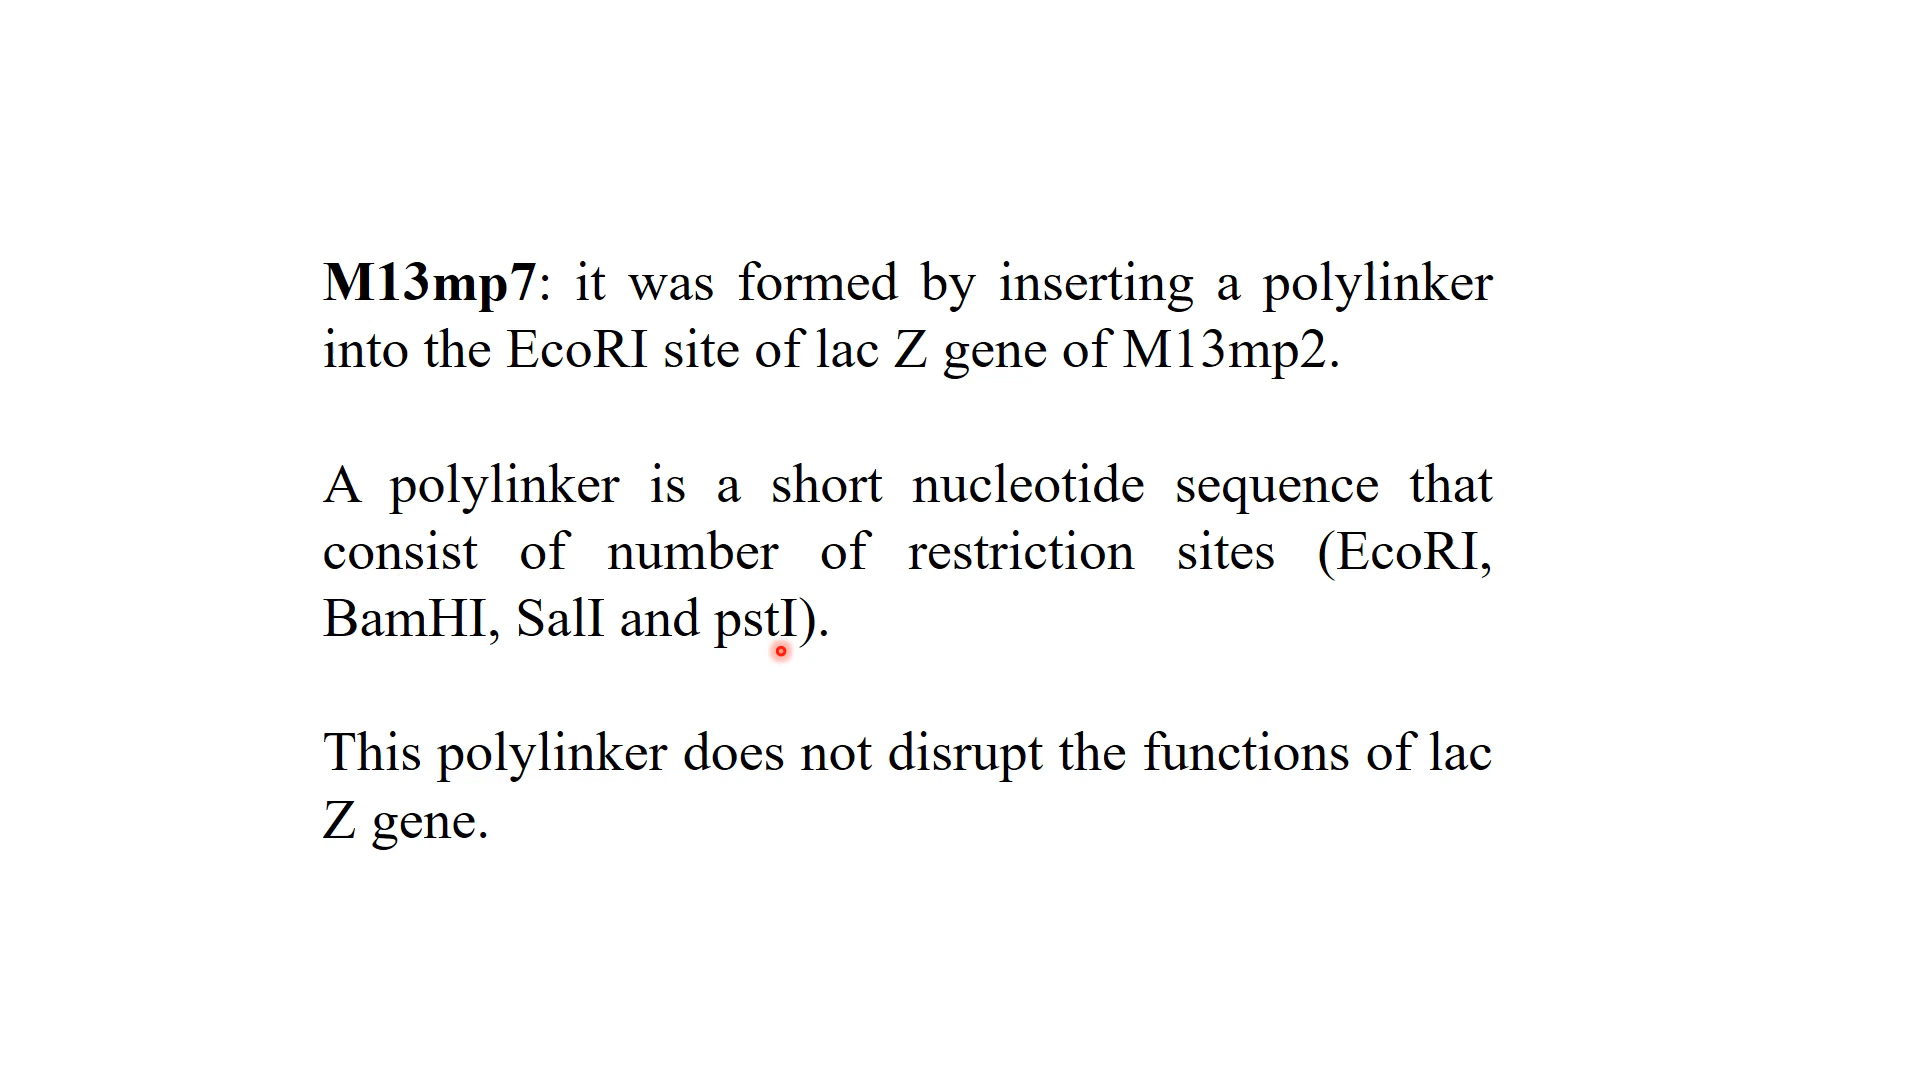 M13mp7: it was formed by inserting a polylinker
into the EcoRI site of lac Z gene of M13mp2.
A polylinker is a short nucleotide sequence that
consist of number of restriction sites (EcoRI,
BamHI, SalI and pstI).
This polylinker does not disrupt the functions of lac
Z gene.